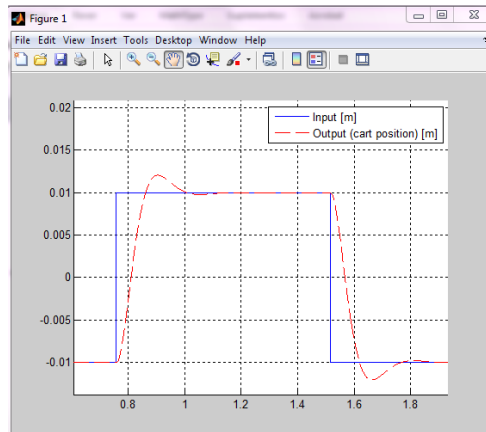 Figure 1
File Edit View Insert Tools Desktop Window Help
Input [m]
Output (cart position) [m]
0.02
0.015
0.01
0.005
0
-0.005
-0.01
0.8 1 1.2 1.4 1.6 1.8